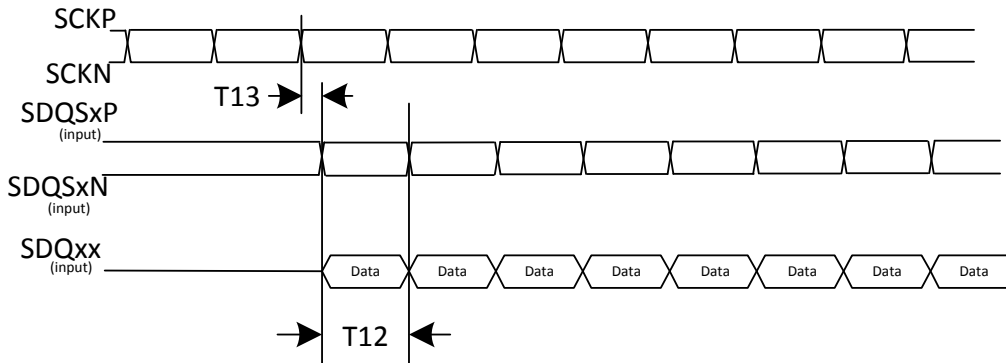 SCKP
SCKN
T13
SDQSxP
(input)
SDQSxN
(input)
SDQxx
(input)
Data Data Data Data Data Data Data Data
T12